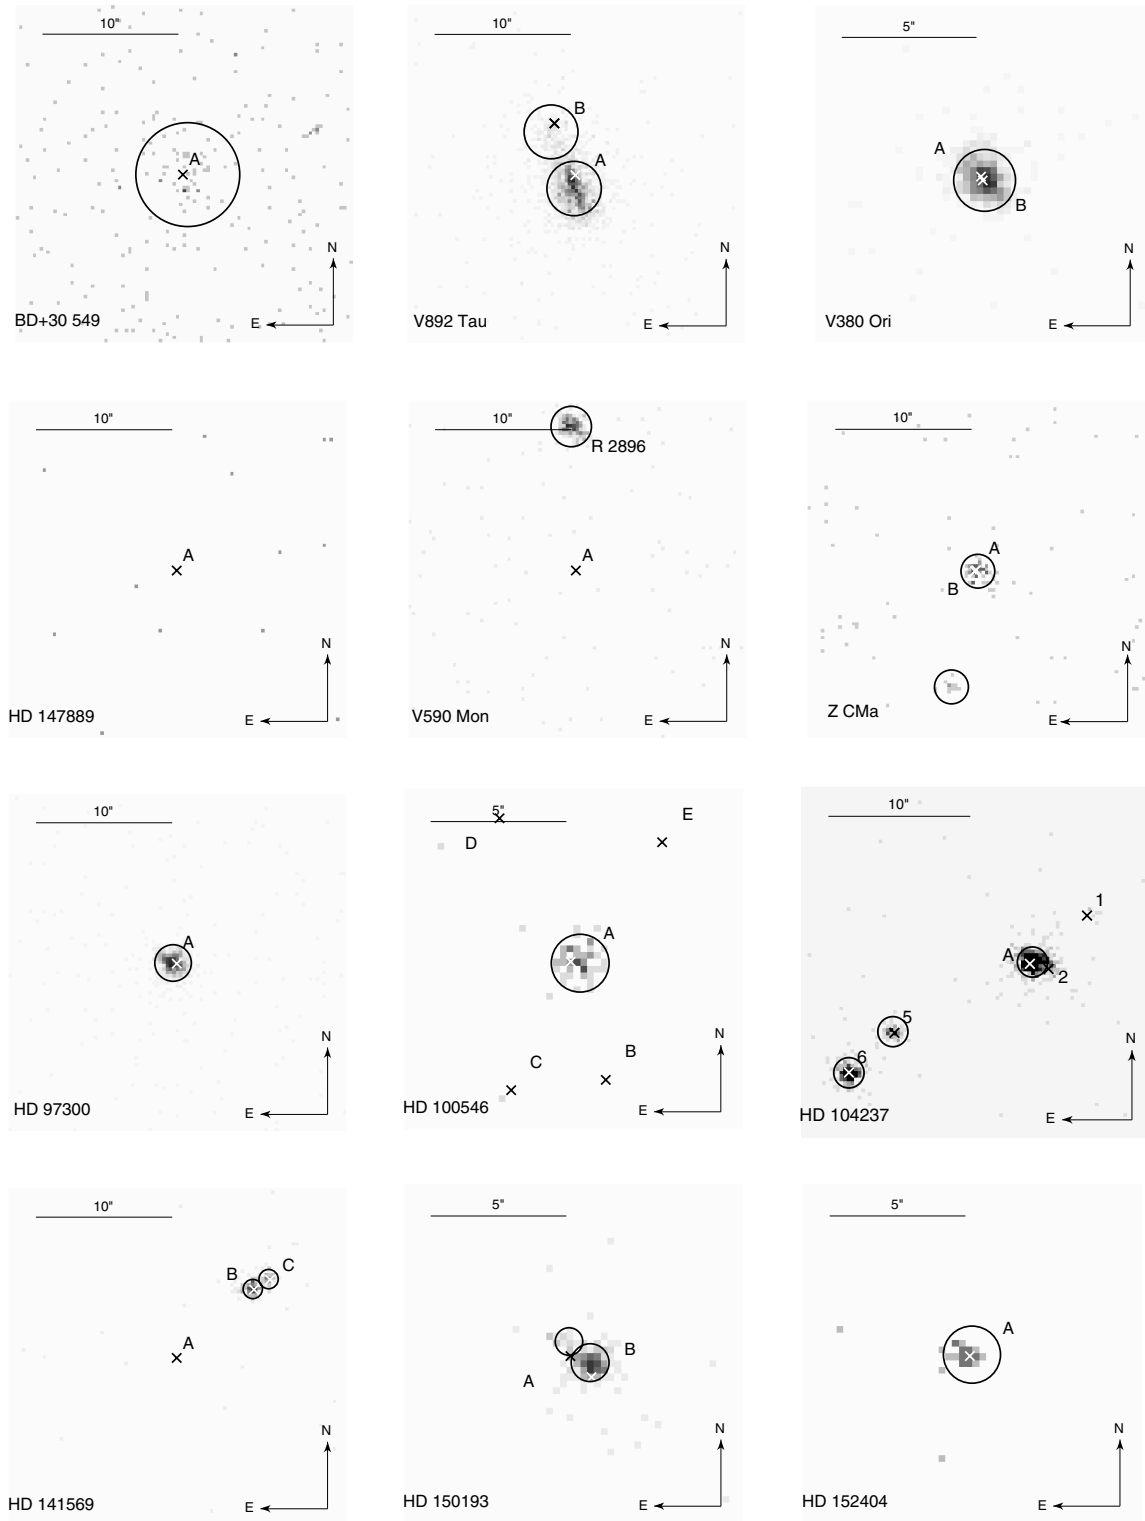 10"
A
N
E
BD+30 549
10"
B
A
N
E
V892 Tau
5"
A
B
N
E
V380 Ori
10"
A
N
E
HD 147889
10"
R 2896
A
N
E
V590 Mon
10"
A
B
N
E
Z CMa
10"
A
N
E
HD 97300
5"
E
D
A
C
B
N
E
HD 100546
10"
1
A
2
5
6
N
E
HD 104237
10"
B
C
A
N
E
HD 141569
5"
B
A
N
E
HD 150193
5"
A
N
E
HD 152404